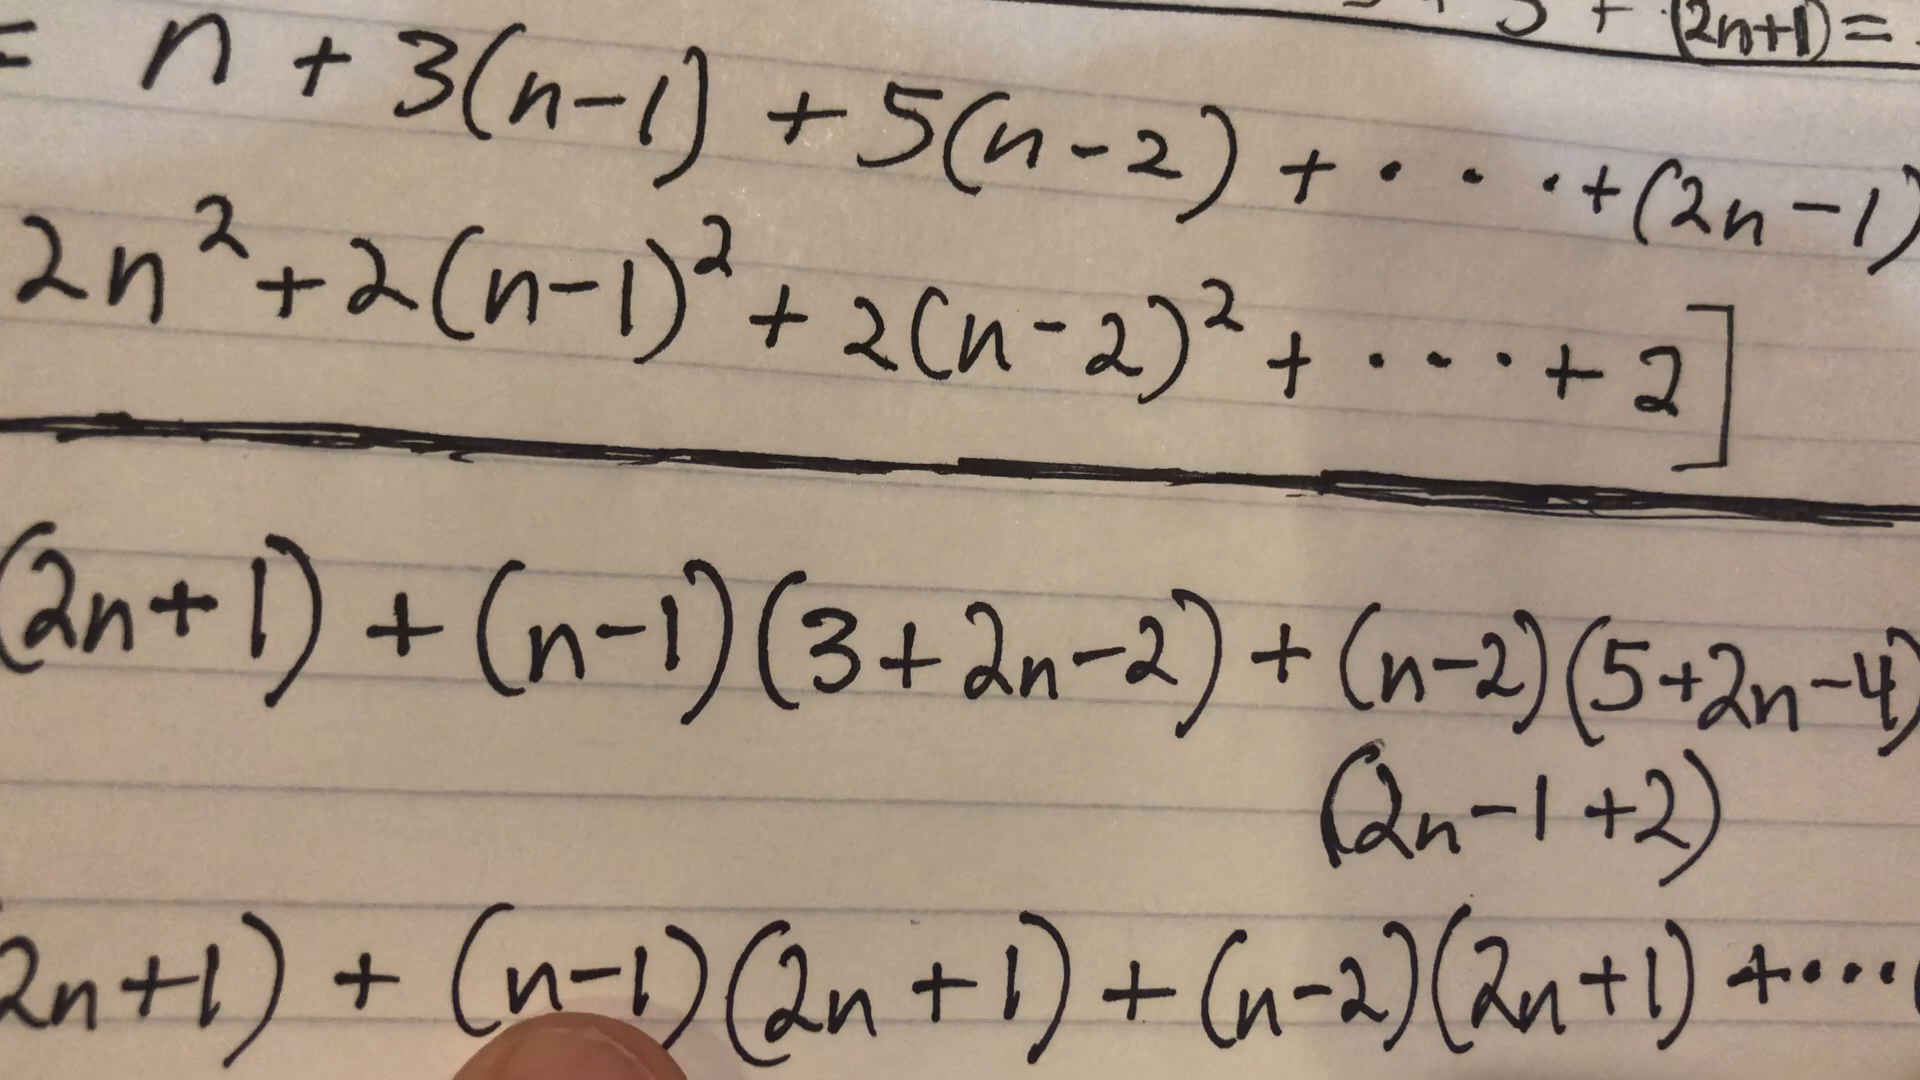 + 3 + (2n+1) =
= n + 3(n-1) + 5(n-2) + · · · + (2n-1)
2n² + 2(n-1)² + 2(n-2)² + · · · + 2]
(2n+1) + (n-1)(3+2n-2) + (n-2)(5+2n-4)
(2n-1+2)
2n+1) + (n-1)(2n+1) + (n-2)(2n+1) + ··· (